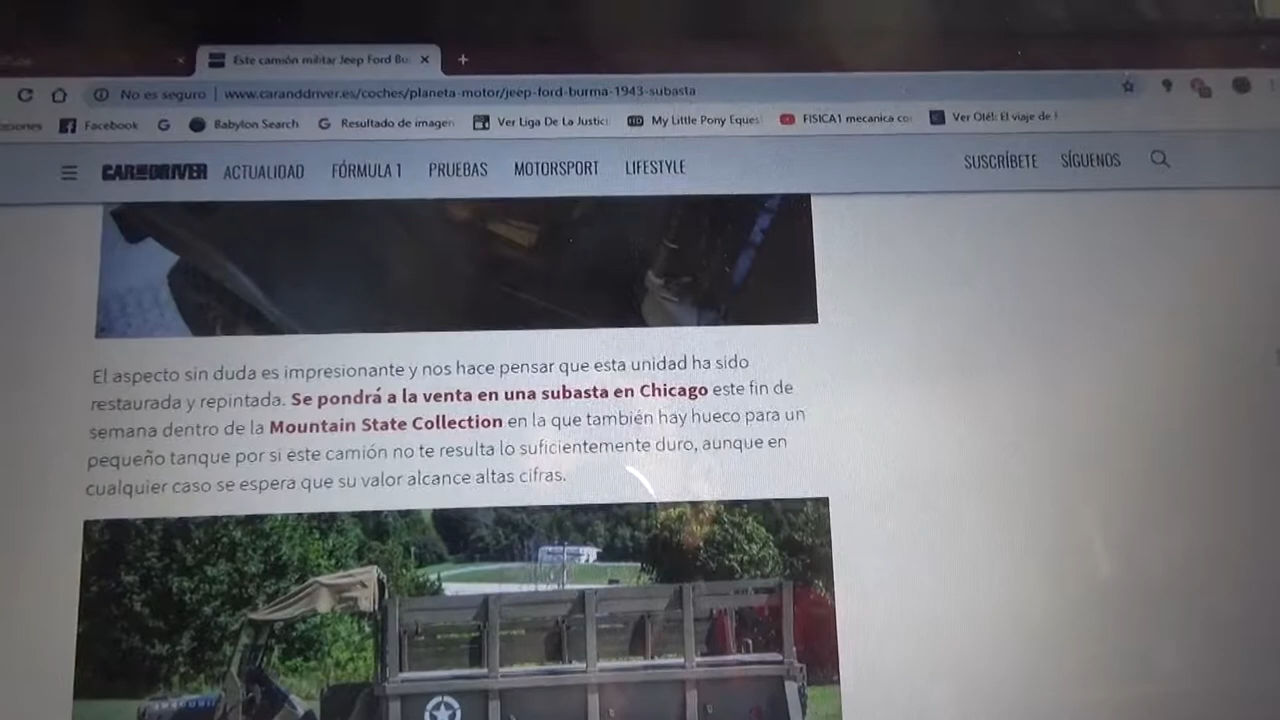 Este camión militar Jeep Ford Bu
No es seguro | www.caranddriver.es/coches/planeta-motor/jeep-ford-burma-1943-subasta
Facebook Babylon Search Resultado de imagen Ver Liga De La Justici My Little Pony Eques FISICA1 mecanica co Ver Otël: El viaje de
CAR AND DRIVER ACTUALIDAD FÓRMULA 1 PRUEBAS MOTORSPORT LIFESTYLE SUSCRÍBETE SÍGUENOS
El aspecto sin duda es impresionante y nos hace pensar que esta unidad ha sido
restaurada y repintada. Se pondrá a la venta en una subasta en Chicago este fin de
semana dentro de la Mountain State Collection en la que también hay hueco para un
pequeño tanque por si este camión no te resulta lo suficientemente duro, aunque en
cualquier caso se espera que su valor alcance altas cifras.